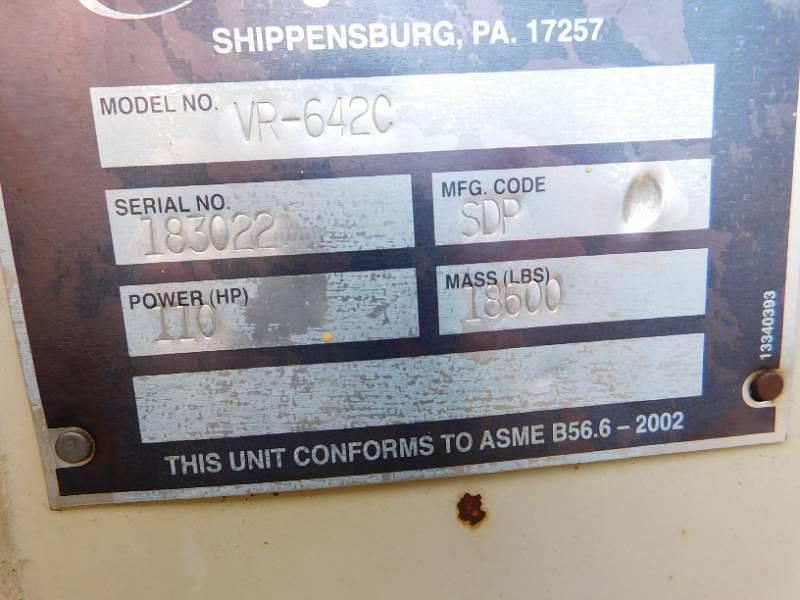 SHIPPENSBURG, PA. 17257
MODEL NO. VR-642C
SERIAL NO. MFG. CODE
183022 SDP
POWER (HP) MASS (LBS)
110 18600
13340393
THIS UNIT CONFORMS TO ASME B56.6 – 2002